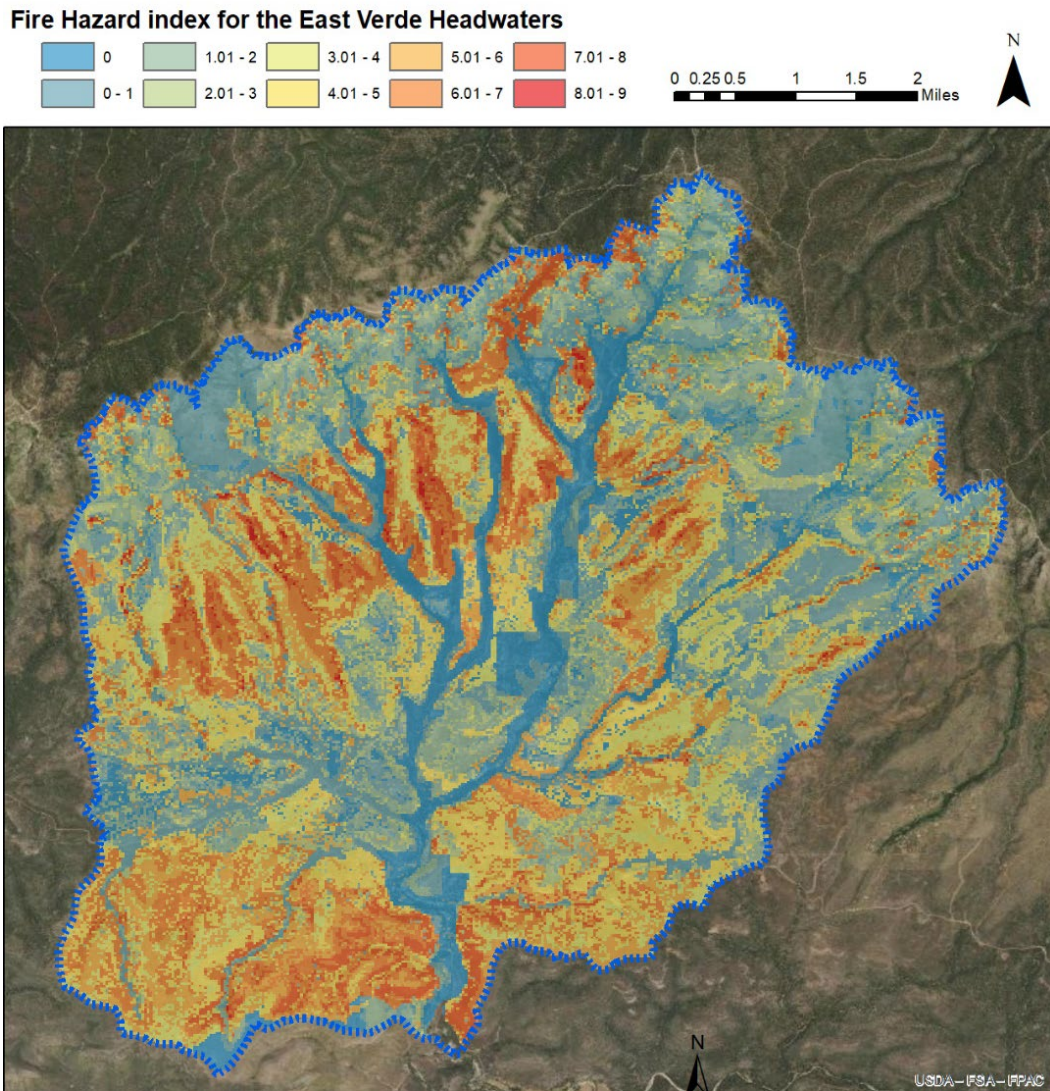 Fire Hazard index for the East Verde Headwaters
0 1.01 - 2 3.01 - 4 5.01 - 6 7.01 - 8
0 - 1 2.01 - 3 4.01 - 5 6.01 - 7 8.01 - 9
0 0.25 0.5 1 1.5 2
Miles
N
N
USDA–FSA–FPAC